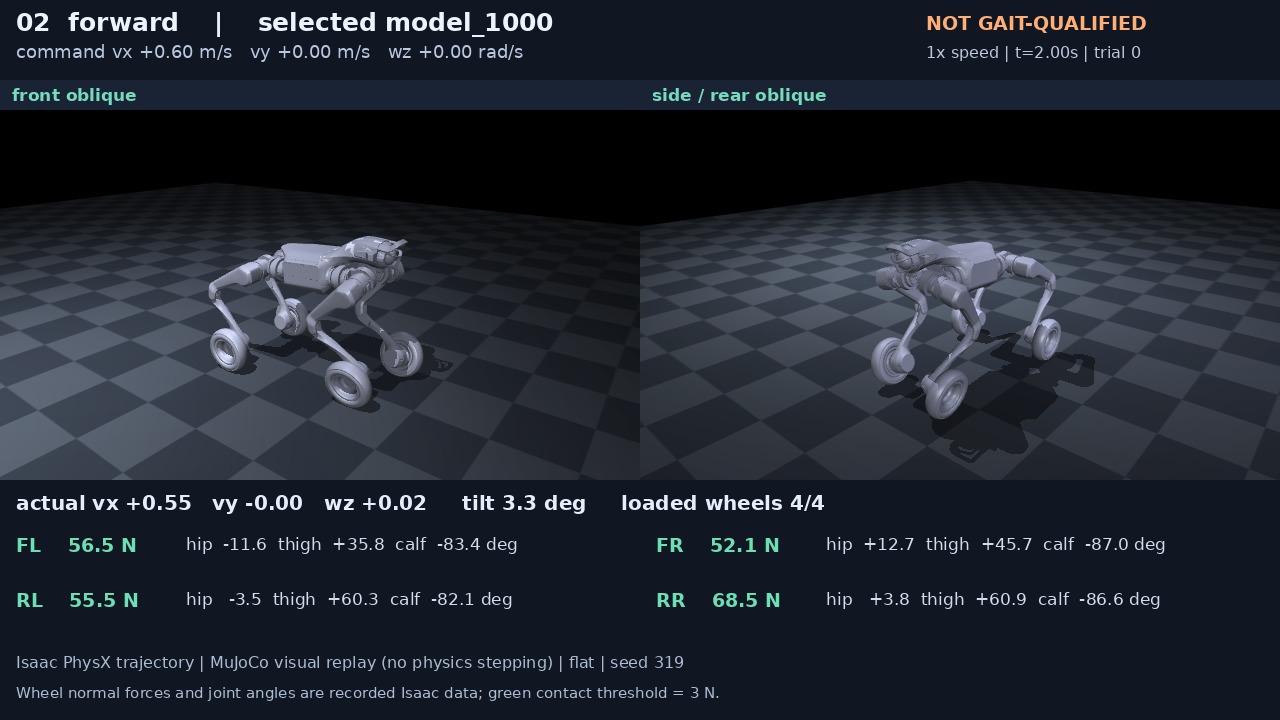 02 forward | selected model_1000
NOT GAIT-QUALIFIED
command vx +0.60 m/s vy +0.00 m/s wz +0.00 rad/s
1x speed | t=2.00s | trial 0
front oblique
side / rear oblique
actual vx +0.55 vy -0.00 wz +0.02 tilt 3.3 deg loaded wheels 4/4
FL 56.5 N hip -11.6 thigh +35.8 calf -83.4 deg
FR 52.1 N hip +12.7 thigh +45.7 calf -87.0 deg
RL 55.5 N hip -3.5 thigh +60.3 calf -82.1 deg
RR 68.5 N hip +3.8 thigh +60.9 calf -86.6 deg
Isaac PhysX trajectory | MuJoCo visual replay (no physics stepping) | flat | seed 319
Wheel normal forces and joint angles are recorded Isaac data; green contact threshold = 3 N.